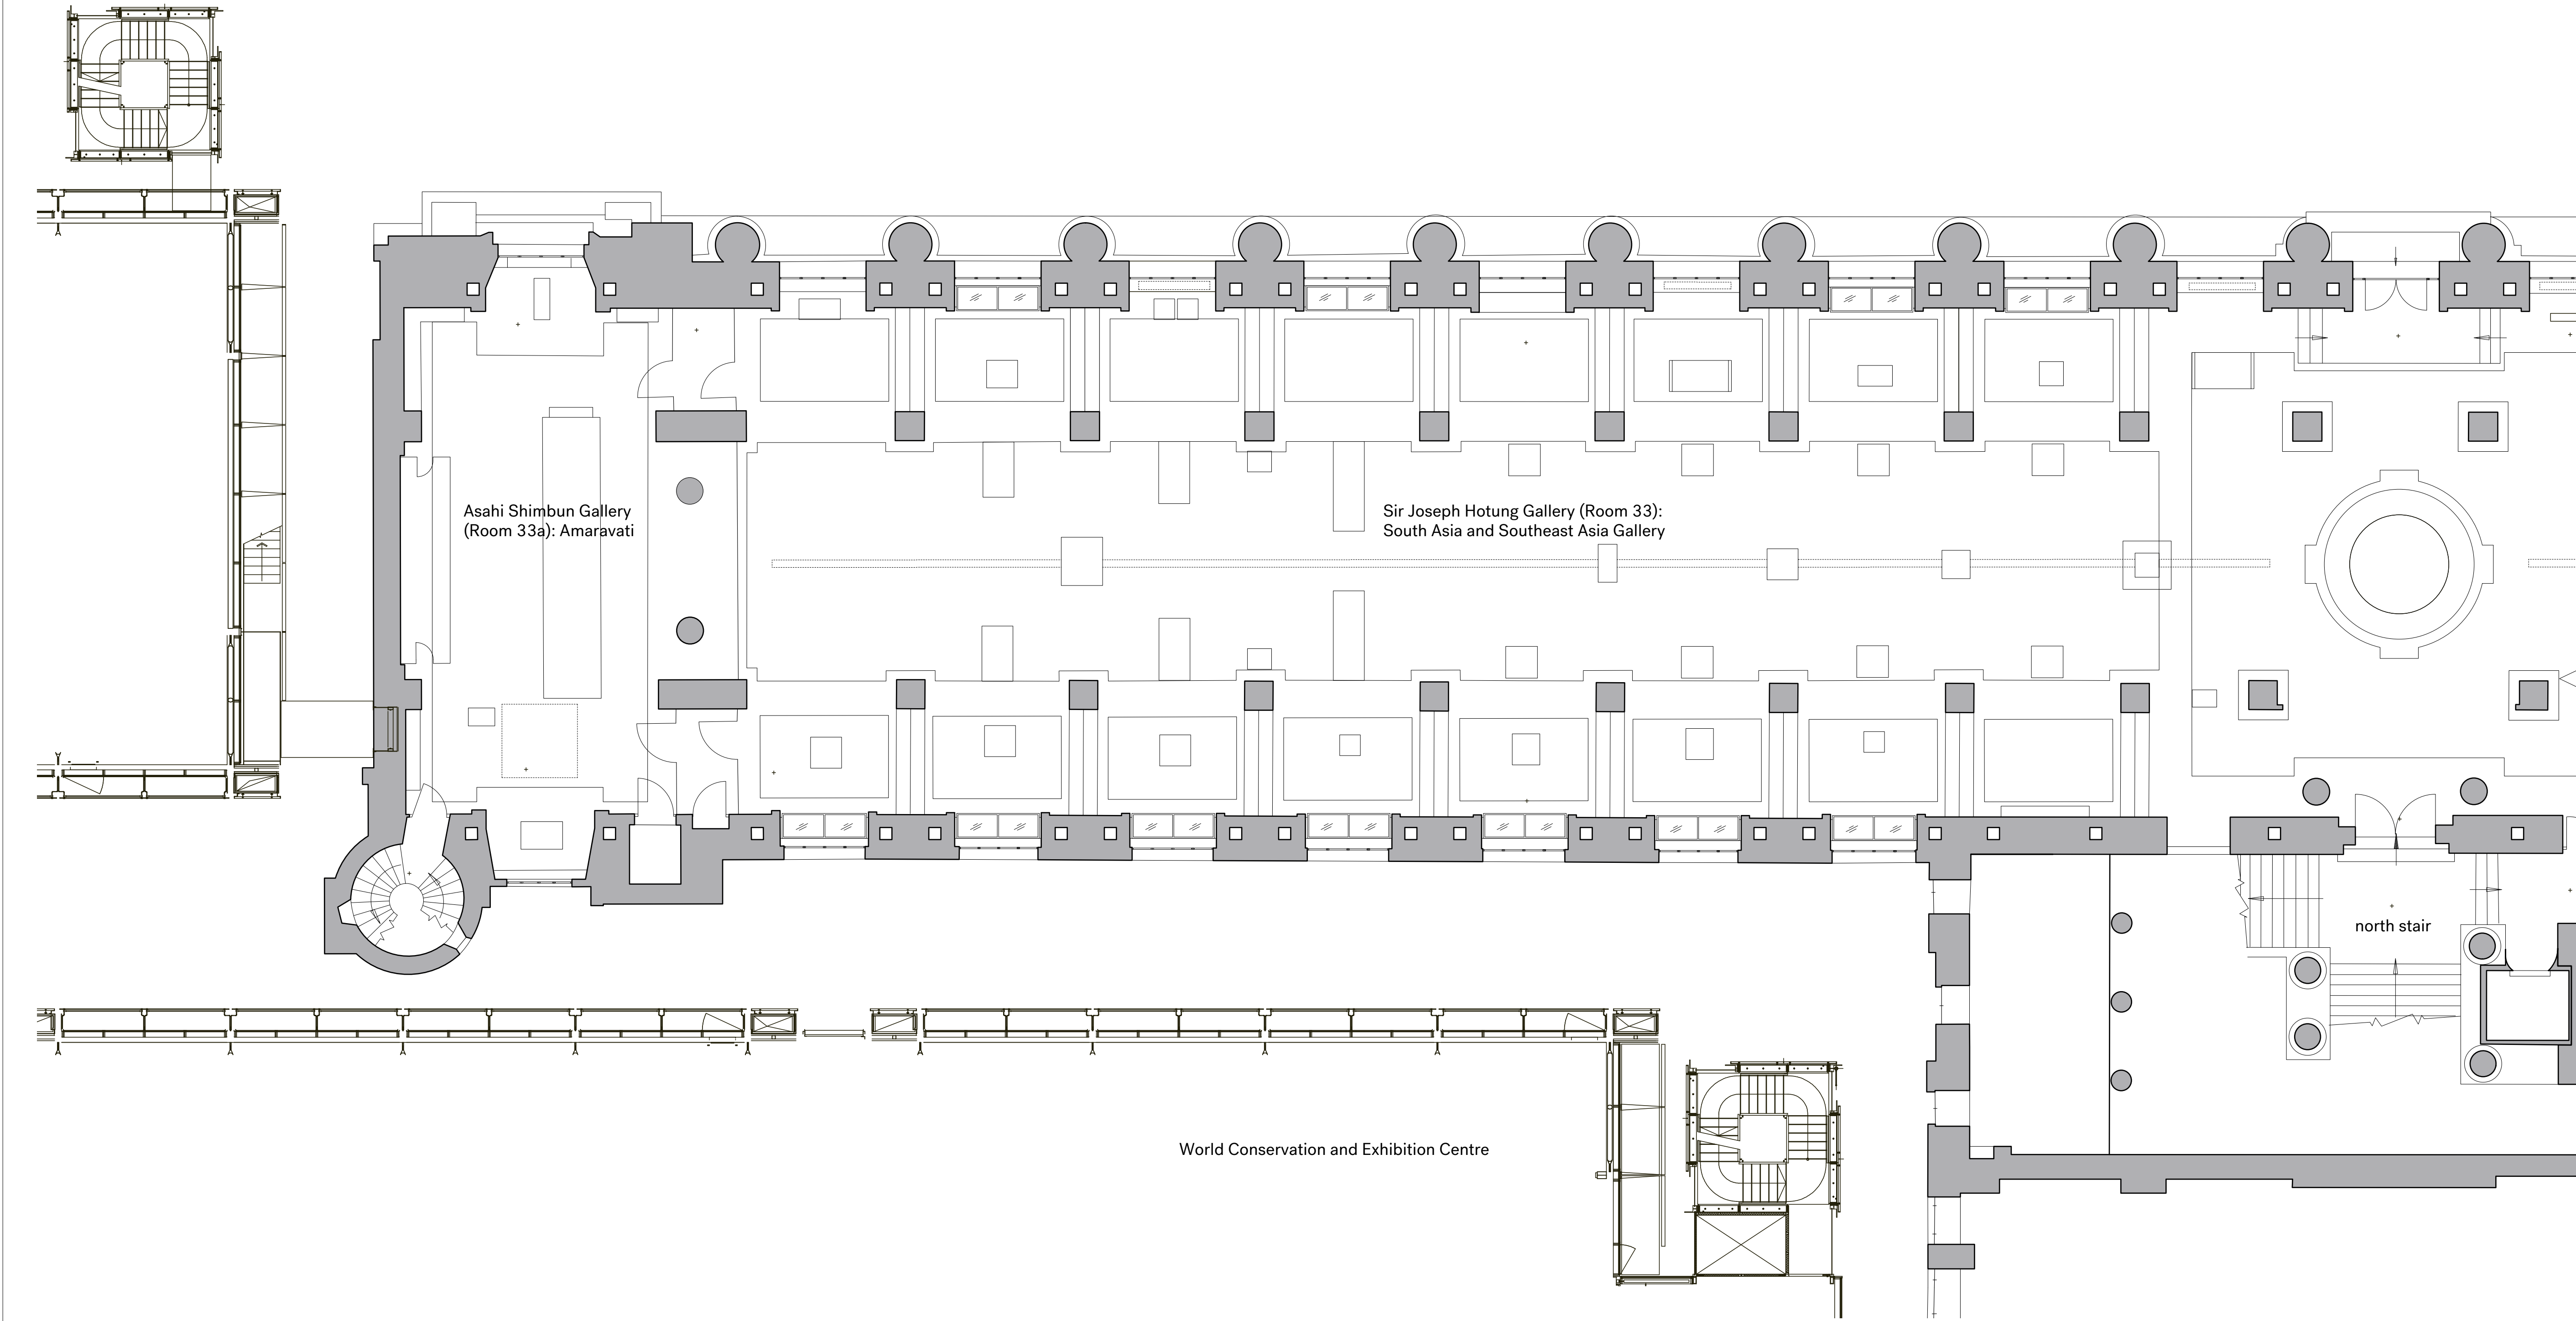 Asahi Shimbun Gallery
(Room 33a): Amaravati
Sir Joseph Hotung Gallery (Room 33):
South Asia and Southeast Asia Gallery
north stair
World Conservation and Exhibition Centre